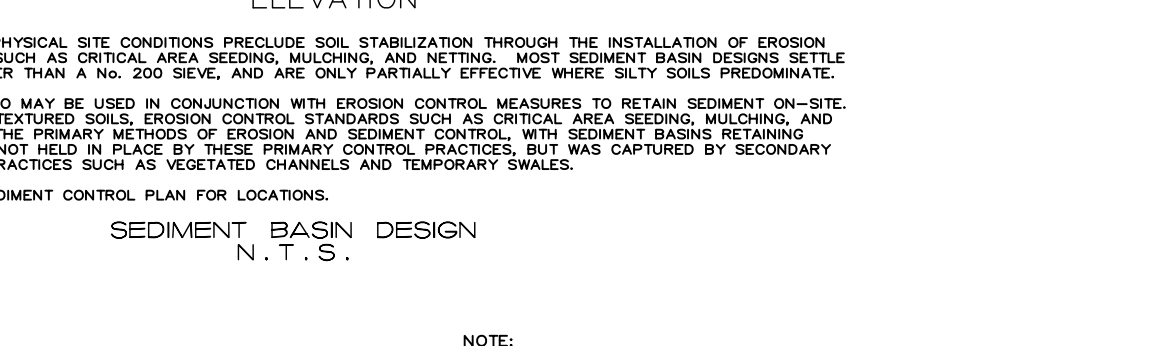 ELEVATION
PHYSICAL SITE CONDITIONS PRECLUDE SOIL STABILIZATION THROUGH THE INSTALLATION OF EROSION
SUCH AS CRITICAL AREA SEEDING, MULCHING, AND NETTING. MOST SEDIMENT BASIN DESIGNS SETTLE
ER THAN A No. 200 SIEVE, AND ARE ONLY PARTIALLY EFFECTIVE WHERE SILTY SOILS PREDOMINATE.
O MAY BE USED IN CONJUNCTION WITH EROSION CONTROL MEASURES TO RETAIN SEDIMENT ON-SITE.
TEXTURED SOILS, EROSION CONTROL STANDARDS SUCH AS CRITICAL AREA SEEDING, MULCHING, AND
THE PRIMARY METHODS OF EROSION AND SEDIMENT CONTROL, WITH SEDIMENT BASINS RETAINING
NOT HELD IN PLACE BY THESE PRIMARY CONTROL PRACTICES, BUT WAS CAPTURED BY SECONDARY
RACTICES SUCH AS VEGETATED CHANNELS AND TEMPORARY SWALES.
DIMENT CONTROL PLAN FOR LOCATIONS.
SEDIMENT BASIN DESIGN
N.T.S.
NOTE: